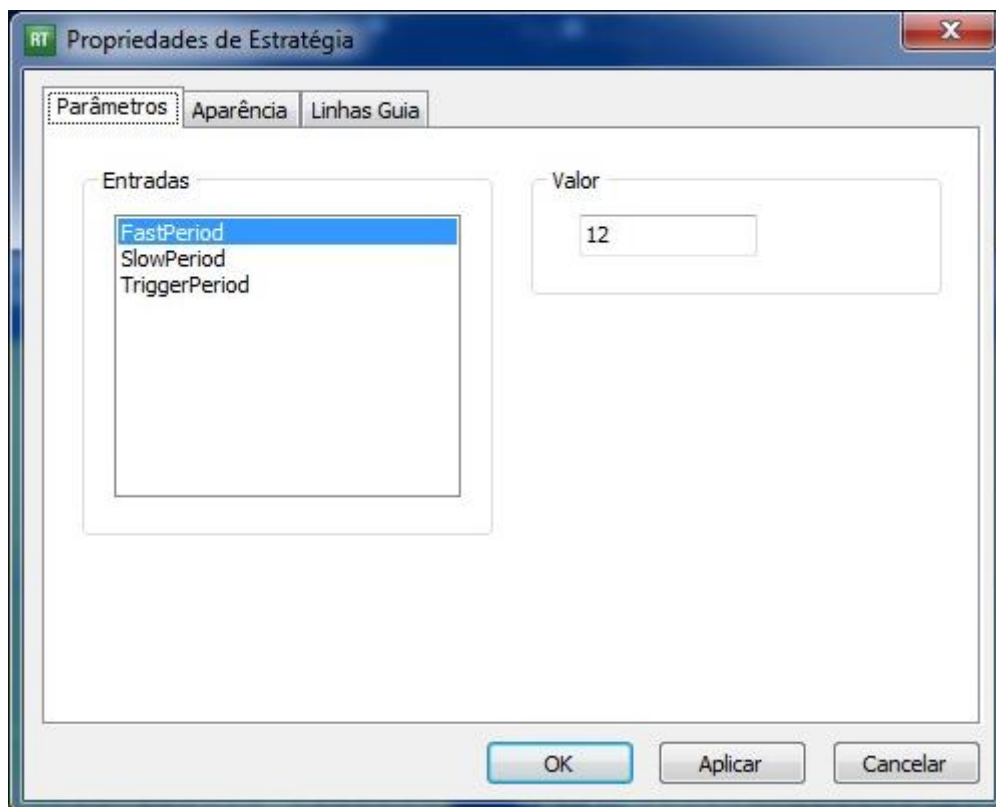 RT Propriedades de Estratégia
Parâmetros Aparência Linhas Guia
Entradas
Valor
FastPeriod
12
SlowPeriod
TriggerPeriod
OK Aplicar Cancelar